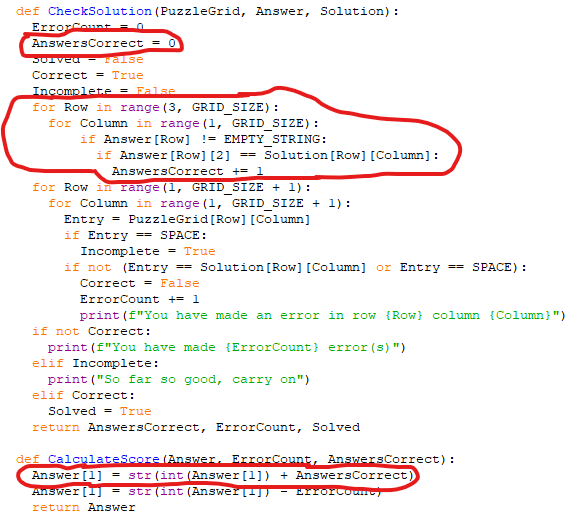 def CheckSolution(PuzzleGrid, Answer, Solution):
ErrorCount = 0
AnswersCorrect = 0
Solved = False
Correct = True
Incomplete = False
for Row in range(3, GRID_SIZE):
for Column in range(1, GRID_SIZE):
if Answer[Row] != EMPTY_STRING:
if Answer[Row][2] == Solution[Row][Column]:
AnswersCorrect += 1
for Row in range(1, GRID_SIZE + 1):
for Column in range(1, GRID_SIZE + 1):
Entry = PuzzleGrid[Row][Column]
if Entry == SPACE:
Incomplete = True
if not (Entry == Solution[Row][Column] or Entry == SPACE):
Correct = False
ErrorCount += 1
print(f"You have made an error in row {Row} column {Column}")
if not Correct:
print(f"You have made {ErrorCount} error(s)")
elif Incomplete:
print("So far so good, carry on")
elif Correct:
Solved = True
return AnswersCorrect, ErrorCount, Solved
def CalculateScore(Answer, ErrorCount, AnswersCorrect):
Answer[1] = str(int(Answer[1]) + AnswersCorrect)
Answer[1] = str(int(Answer[1]) - ErrorCount)
return Answer